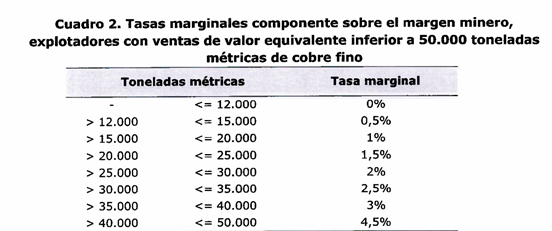 Cuadro 2. Tasas marginales componente sobre el margen minero,
explotadores con ventas de valor equivalente inferior a 50.000 toneladas
métricas de cobre fino
Toneladas métricas Tasa marginal
- <= 12.000 0%
> 12.000 <= 15.000 0,5%
> 15.000 <= 20.000 1%
> 20.000 <= 25.000 1,5%
> 25.000 <= 30.000 2%
> 30.000 <= 35.000 2,5%
> 35.000 <= 40.000 3%
> 40.000 <= 50.000 4,5%